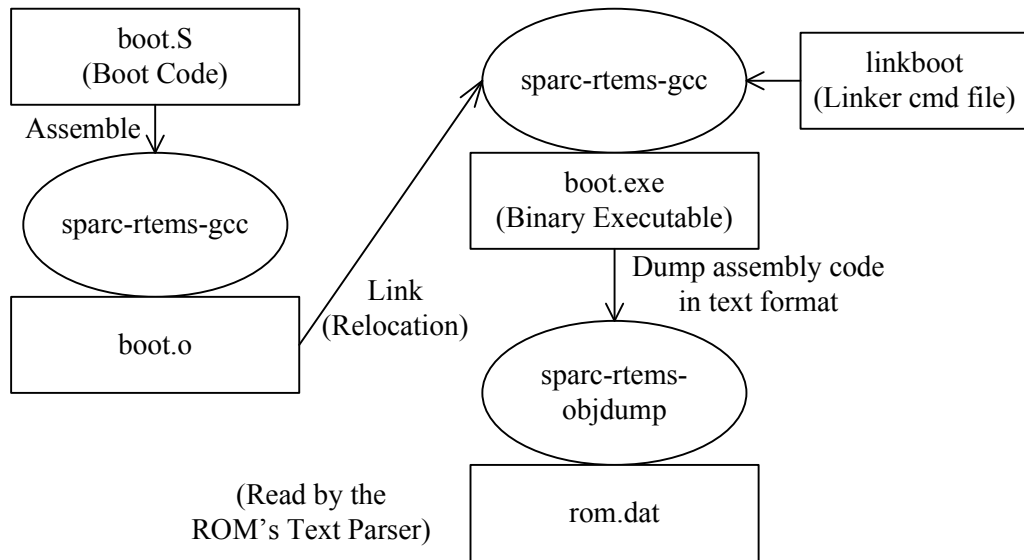 boot.S
(Boot Code)
Assemble
sparc-rtems-gcc
boot.o
Link
(Relocation)
sparc-rtems-gcc
linkboot
(Linker cmd file)
boot.exe
(Binary Executable)
Dump assembly code
in text format
sparc-rtems-
objdump
(Read by the
ROM's Text Parser)
rom.dat